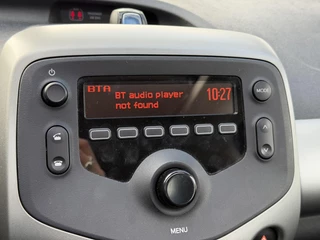 BTA
BT audio player
not found
10:27
MODE
MENU